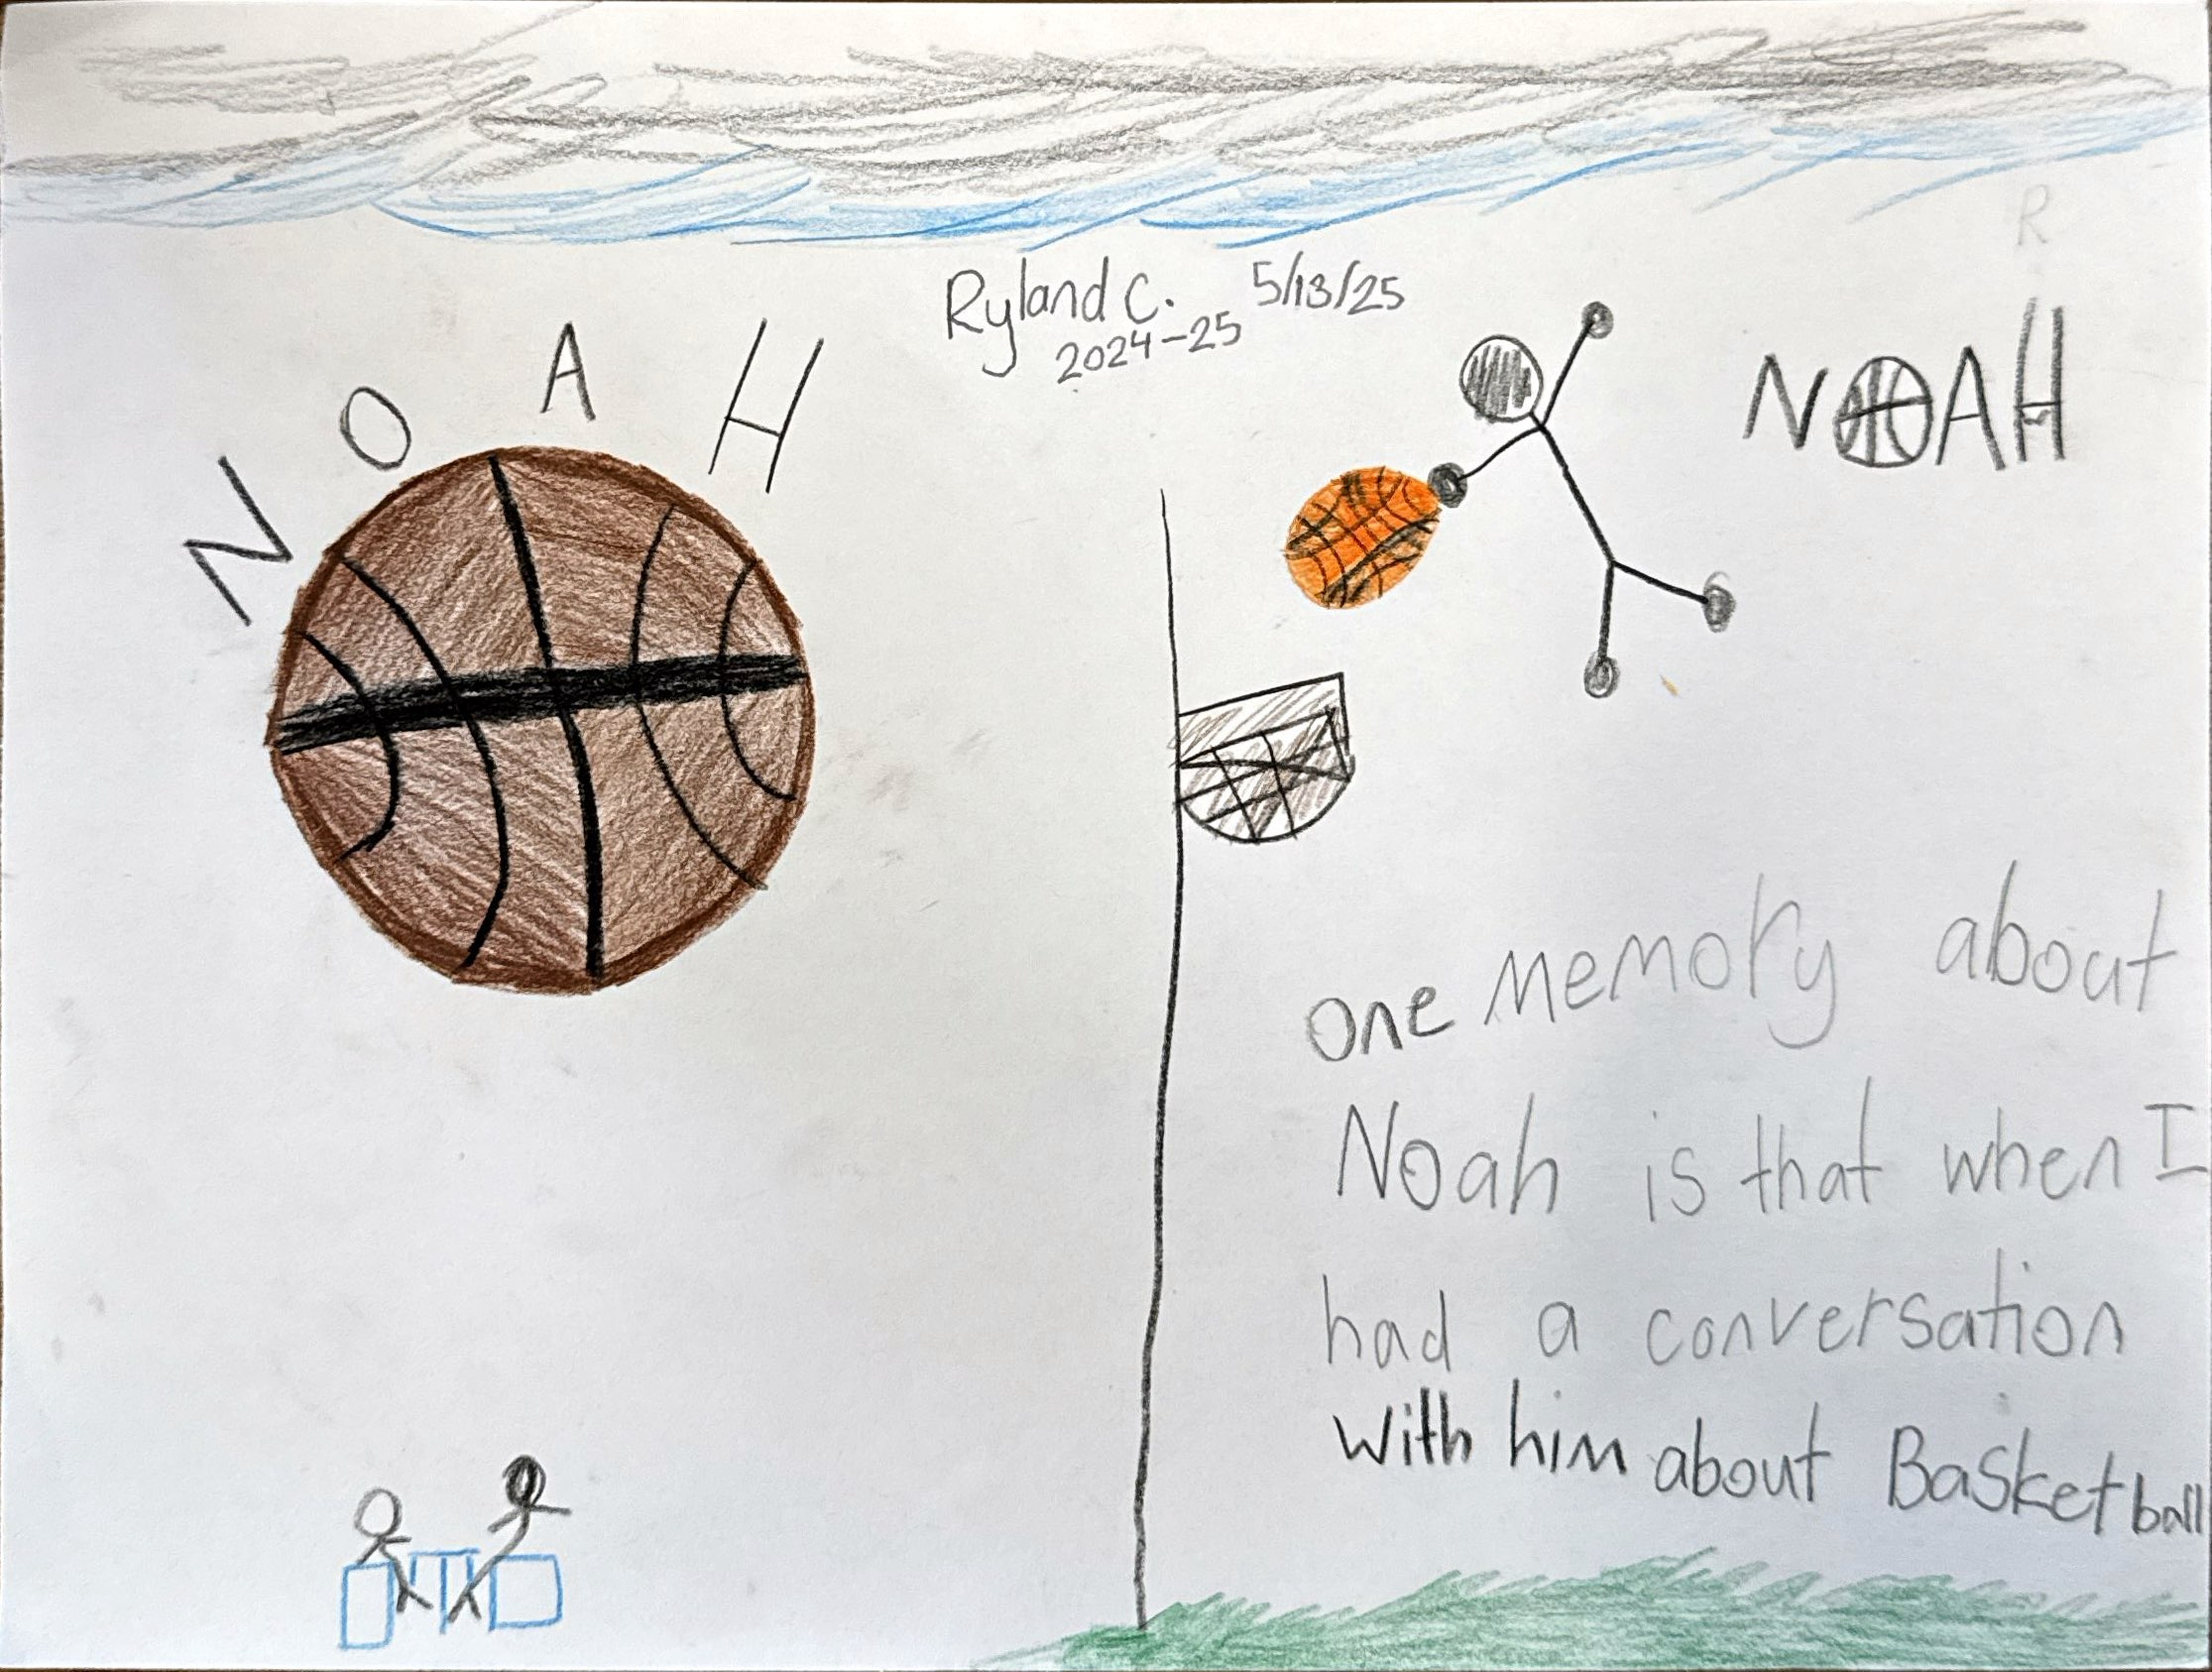 Ryland C. 5/13/25
2024-25
NOAH
R
NOAH
one memory about
Noah is that when I
had a conversation
with him about Basketball